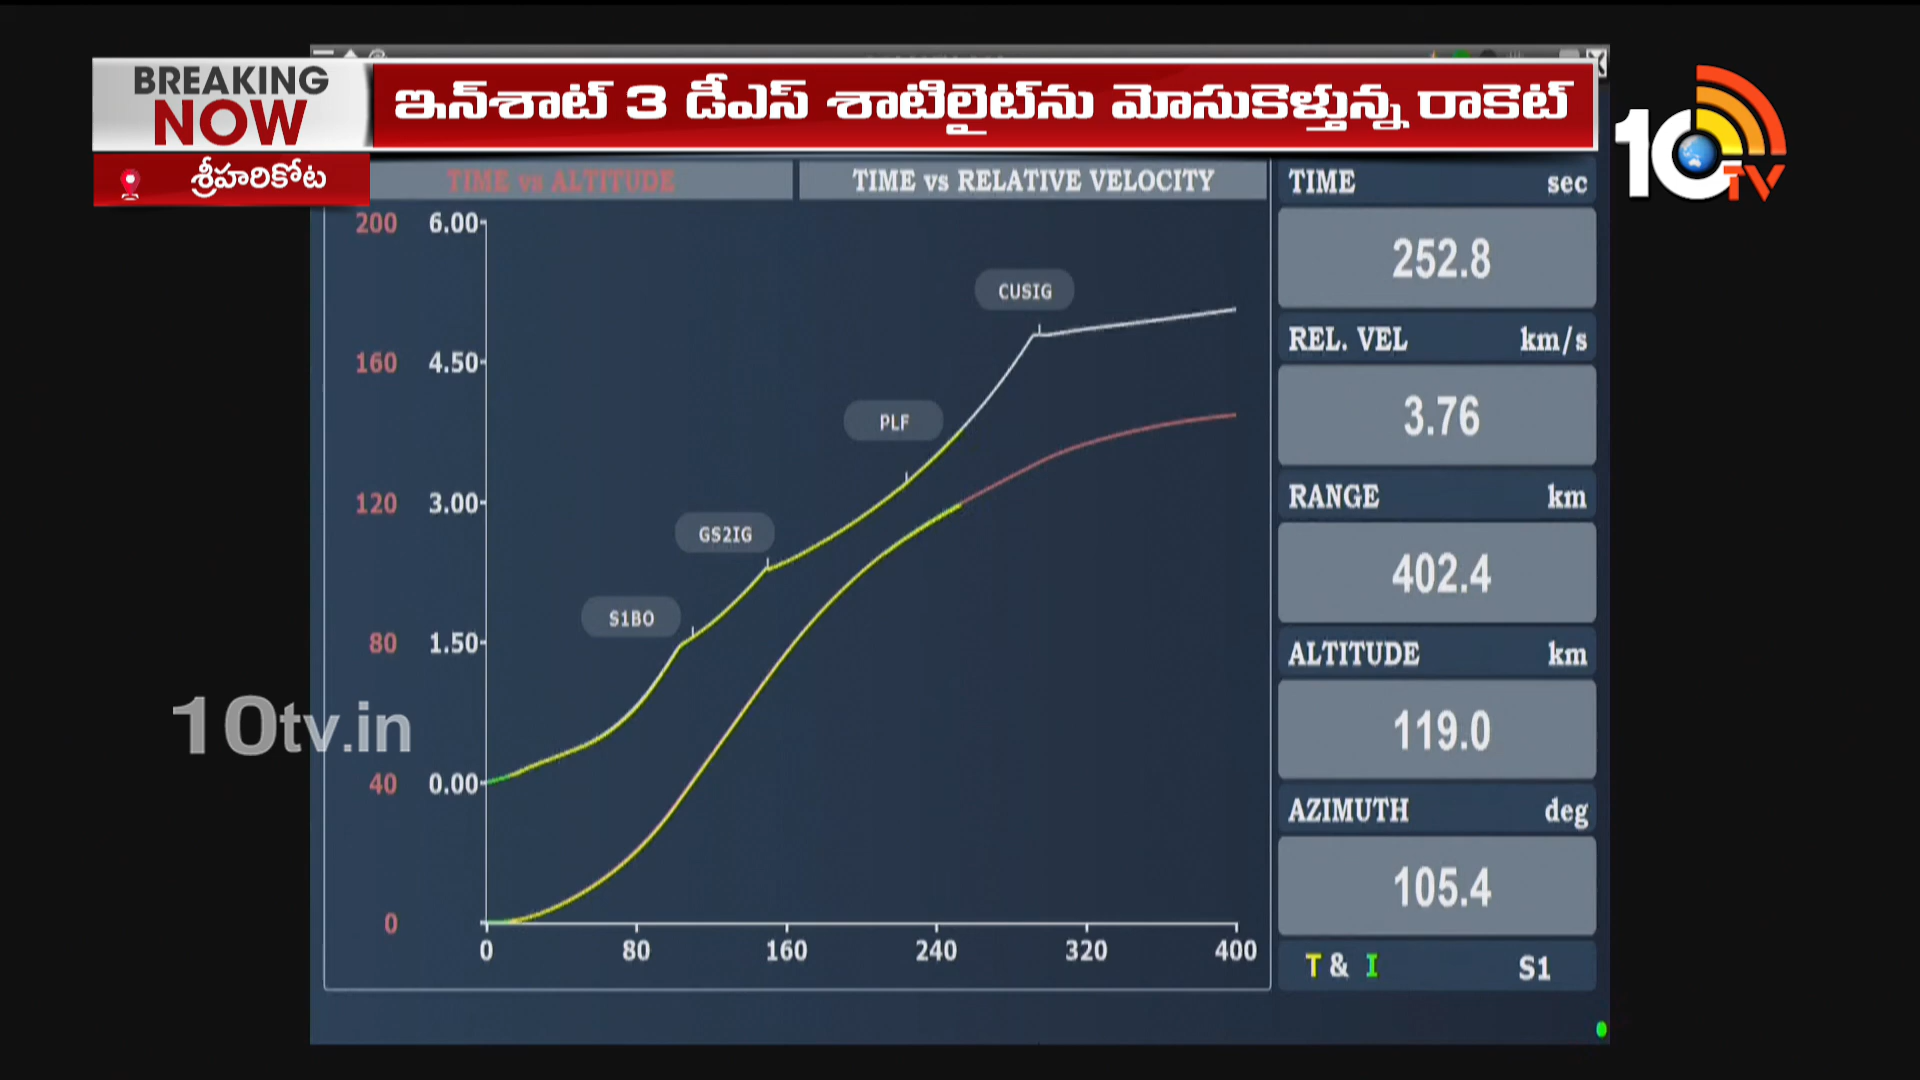 BREAKING
NOW
ఇన్‌శాట్ 3 డీఎస్ శాటిలైట్‌ను మోసుకెళ్తున్న రాకెట్
10TV
శ్రీహరికోట
TIME vs ALTITUDE
TIME vs RELATIVE VELOCITY
TIME sec
252.8
REL. VEL km/s
3.76
RANGE km
402.4
ALTITUDE km
119.0
AZIMUTH deg
105.4
T & I S1
200 6.00
160 4.50
120 3.00
80 1.50
40 0.00
0
CUSIG
PLF
GS2IG
S1BO
0 80 160 240 320 400
10tv.in